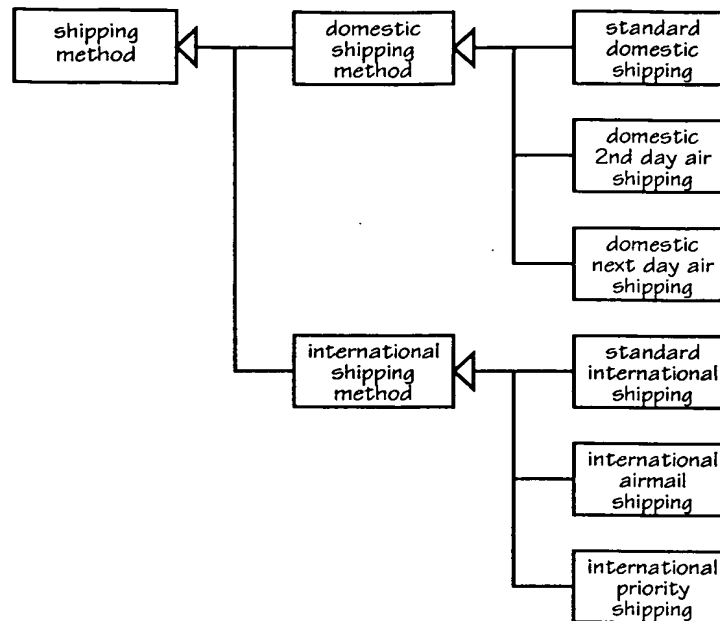 shipping
method
domestic
shipping
method
standard
domestic
shipping
domestic
2nd day air
shipping
domestic
next day air
shipping
international
shipping
method
standard
international
shipping
international
airmail
shipping
international
priority
shipping